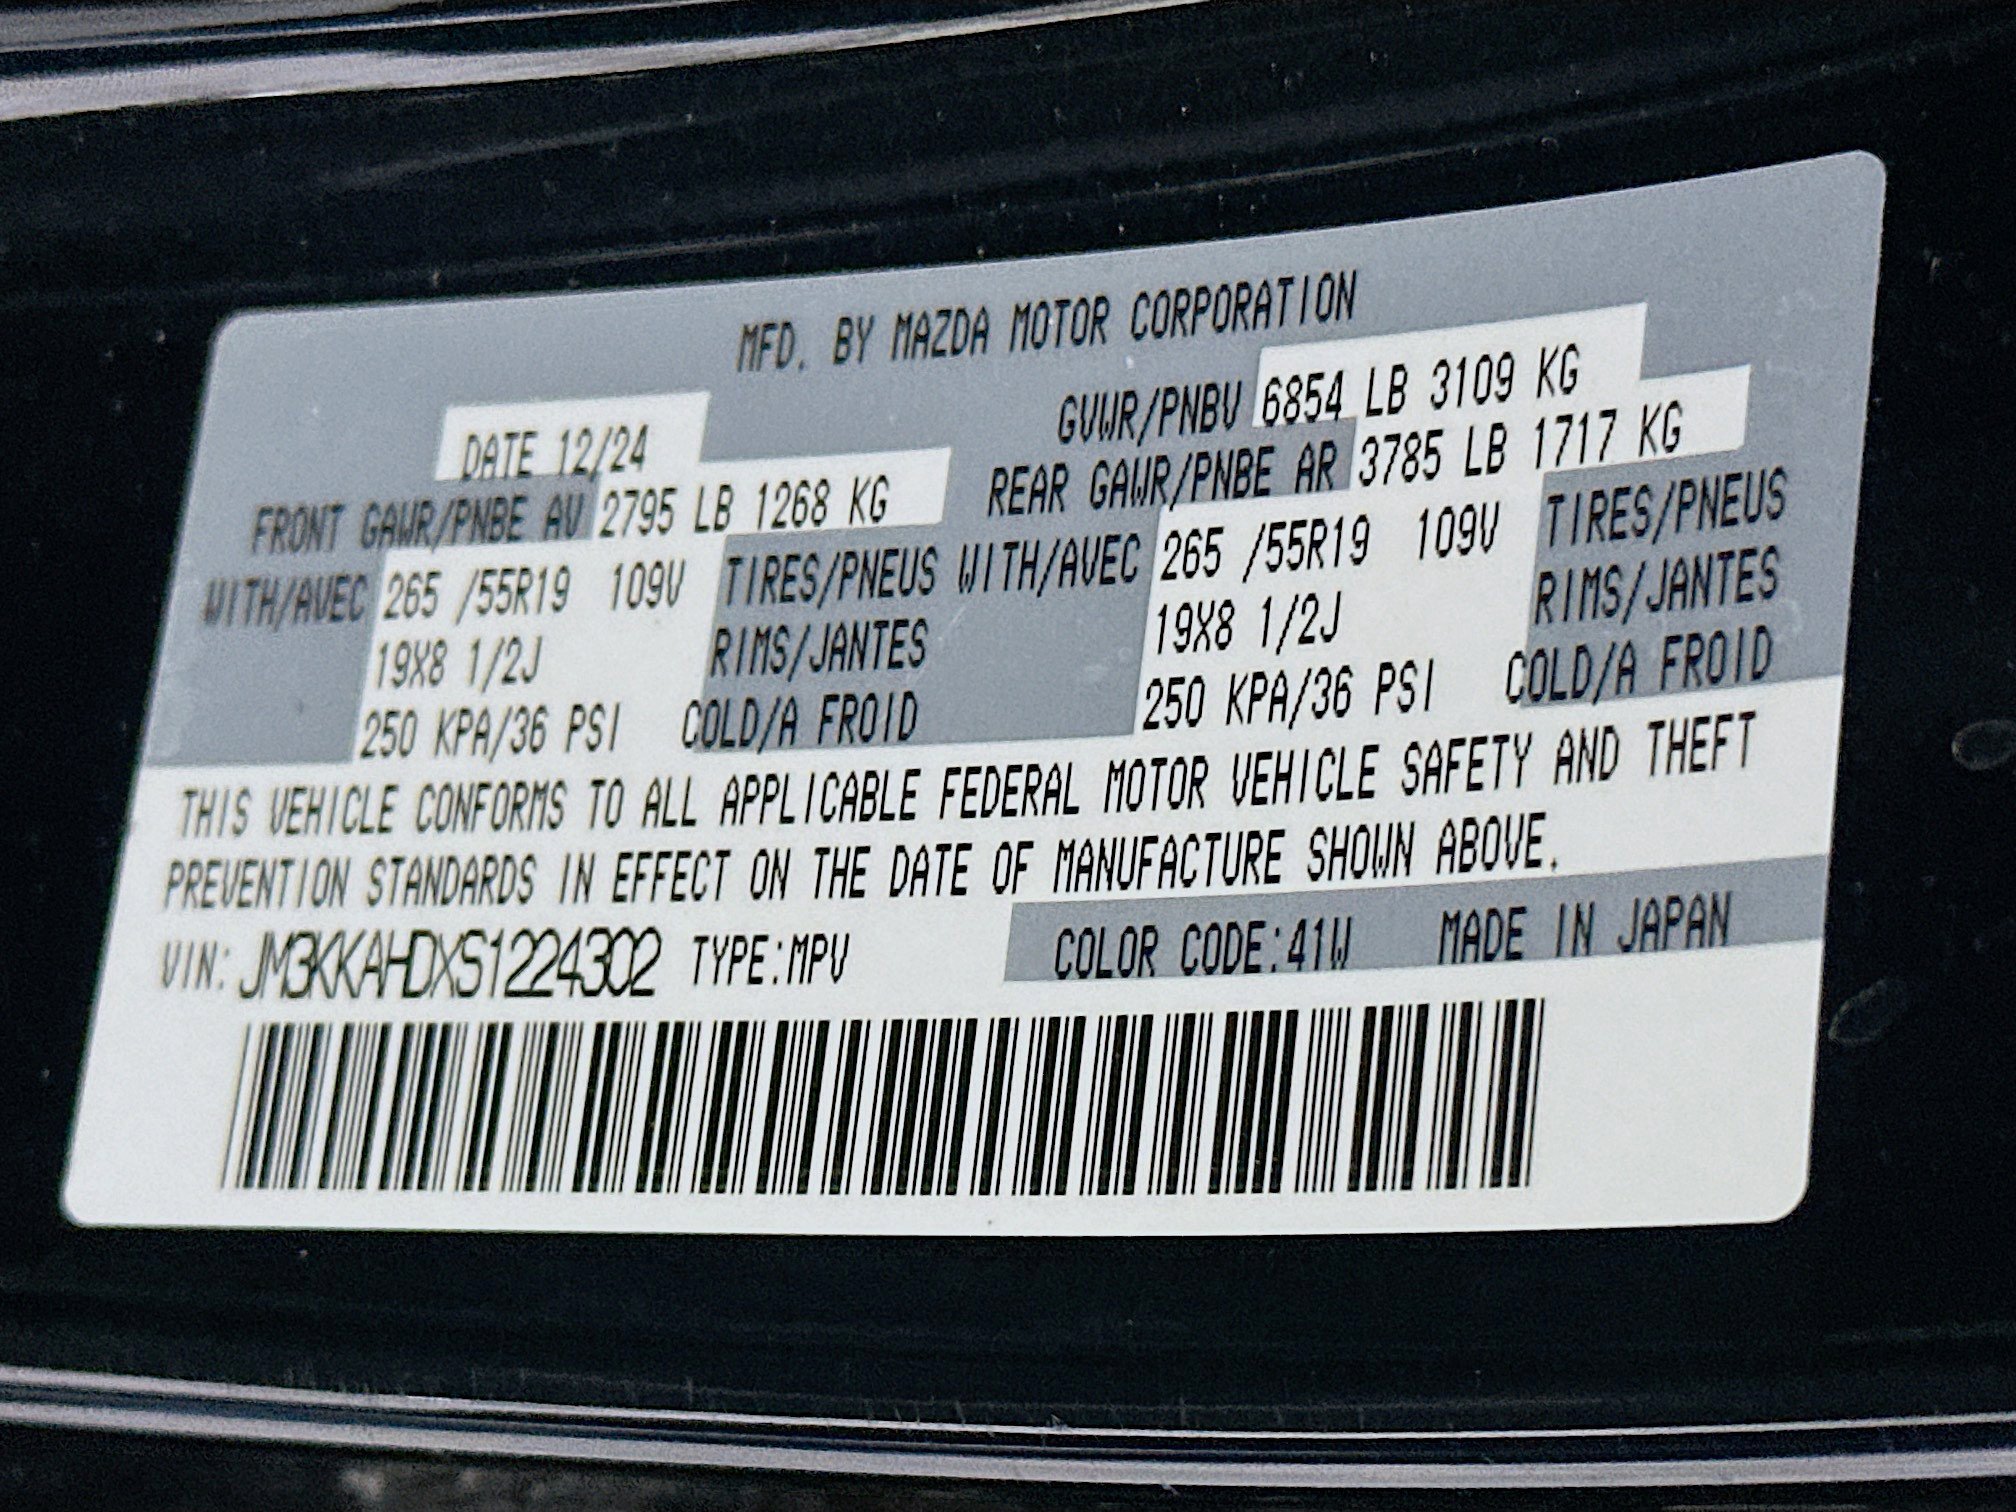 MFD. BY MAZDA MOTOR CORPORATION
DATE 12/24 GVWR/PNBV 6854 LB 3109 KG
FRONT GAWR/PNBE AV 2795 LB 1268 KG REAR GAWR/PNBE AR 3785 LB 1717 KG
WITH/AVEC 265 /55R19 109V TIRES/PNEUS WITH/AVEC 265 /55R19 109V TIRES/PNEUS
19X8 1/2J RIMS/JANTES 19X8 1/2J RIMS/JANTES
250 KPA/36 PSI COLD/A FROID 250 KPA/36 PSI COLD/A FROID
THIS VEHICLE CONFORMS TO ALL APPLICABLE FEDERAL MOTOR VEHICLE SAFETY AND THEFT
PREVENTION STANDARDS IN EFFECT ON THE DATE OF MANUFACTURE SHOWN ABOVE.
VIN: JM3KKAHDXS1224302 TYPE:MPV COLOR CODE:41W MADE IN JAPAN